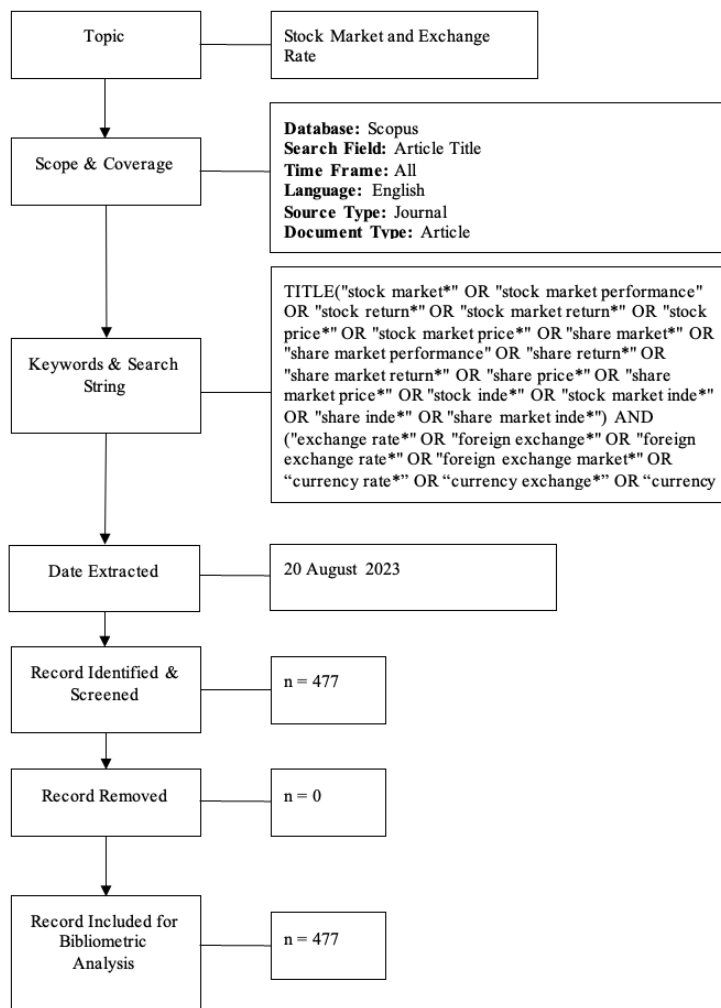 Topic
Stock Market and Exchange
Rate
Scope & Coverage
Database: Scopus
Search Field: Article Title
Time Frame: All
Language: English
Source Type: Journal
Document Type: Article
Keywords & Search
String
TITLE("stock market*" OR "stock market performance"
OR "stock return*" OR "stock market return*" OR "stock
price*" OR "stock market price*" OR "share market*" OR
"share market performance" OR "share return*" OR
"share market return*" OR "share price*" OR "share
market price*" OR "stock inde*" OR "stock market inde*"
OR "share inde*" OR "share market inde*") AND
("exchange rate*" OR "foreign exchange*" OR "foreign
exchange rate*" OR "foreign exchange market*" OR
“currency rate*” OR “currency exchange*” OR “currency
Date Extracted
20 August 2023
Record Identified &
Screened
n = 477
Record Removed
n = 0
Record Included for
Bibliometric
Analysis
n = 477